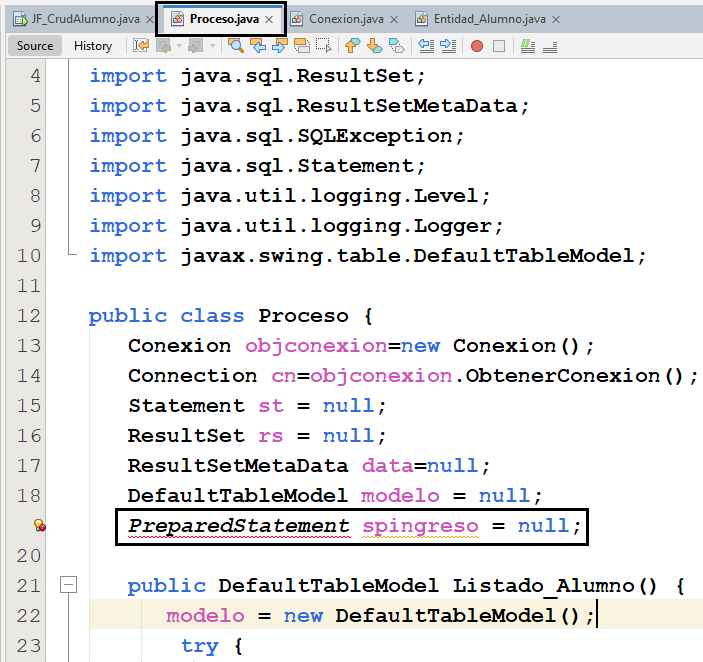 JF_CrudAlumno.java × Proceso.java × Conexion.java × Entidad_Alumno.java ×
Source History
4 import java.sql.ResultSet;
5 import java.sql.ResultSetMetaData;
6 import java.sql.SQLException;
7 import java.sql.Statement;
8 import java.util.logging.Level;
9 import java.util.logging.Logger;
10 import javax.swing.table.DefaultTableModel;
11
12 public class Proceso {
13 Conexion objconexion=new Conexion();
14 Connection cn=objconexion.ObtenerConexion();
15 Statement st = null;
16 ResultSet rs = null;
17 ResultSetMetaData data=null;
18 DefaultTableModel modelo = null;
PreparedStatement spingreso = null;
20
21 public DefaultTableModel Listado_Alumno() {
22 modelo = new DefaultTableModel();
23 try {